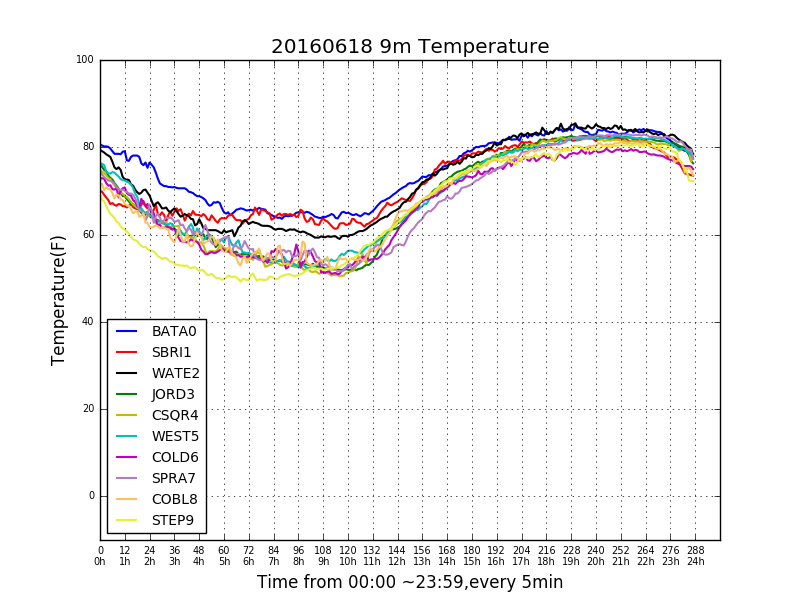 20160618 9m Temperature
100
80
60
40
20
0
Temperature(F)
BATA0
SBRI1
WATE2
JORD3
CSQR4
WEST5
COLD6
SPRA7
COBL8
STEP9
0 12 24 36 48 60 72 84 96 108 120 132 144 156 168 180 192 204 216 228 240 252 264 276 288
0h 1h 2h 3h 4h 5h 6h 7h 8h 9h 10h 11h 12h 13h 14h 15h 16h 17h 18h 19h 20h 21h 22h 23h 24h
Time from 00:00 ~23:59,every 5min